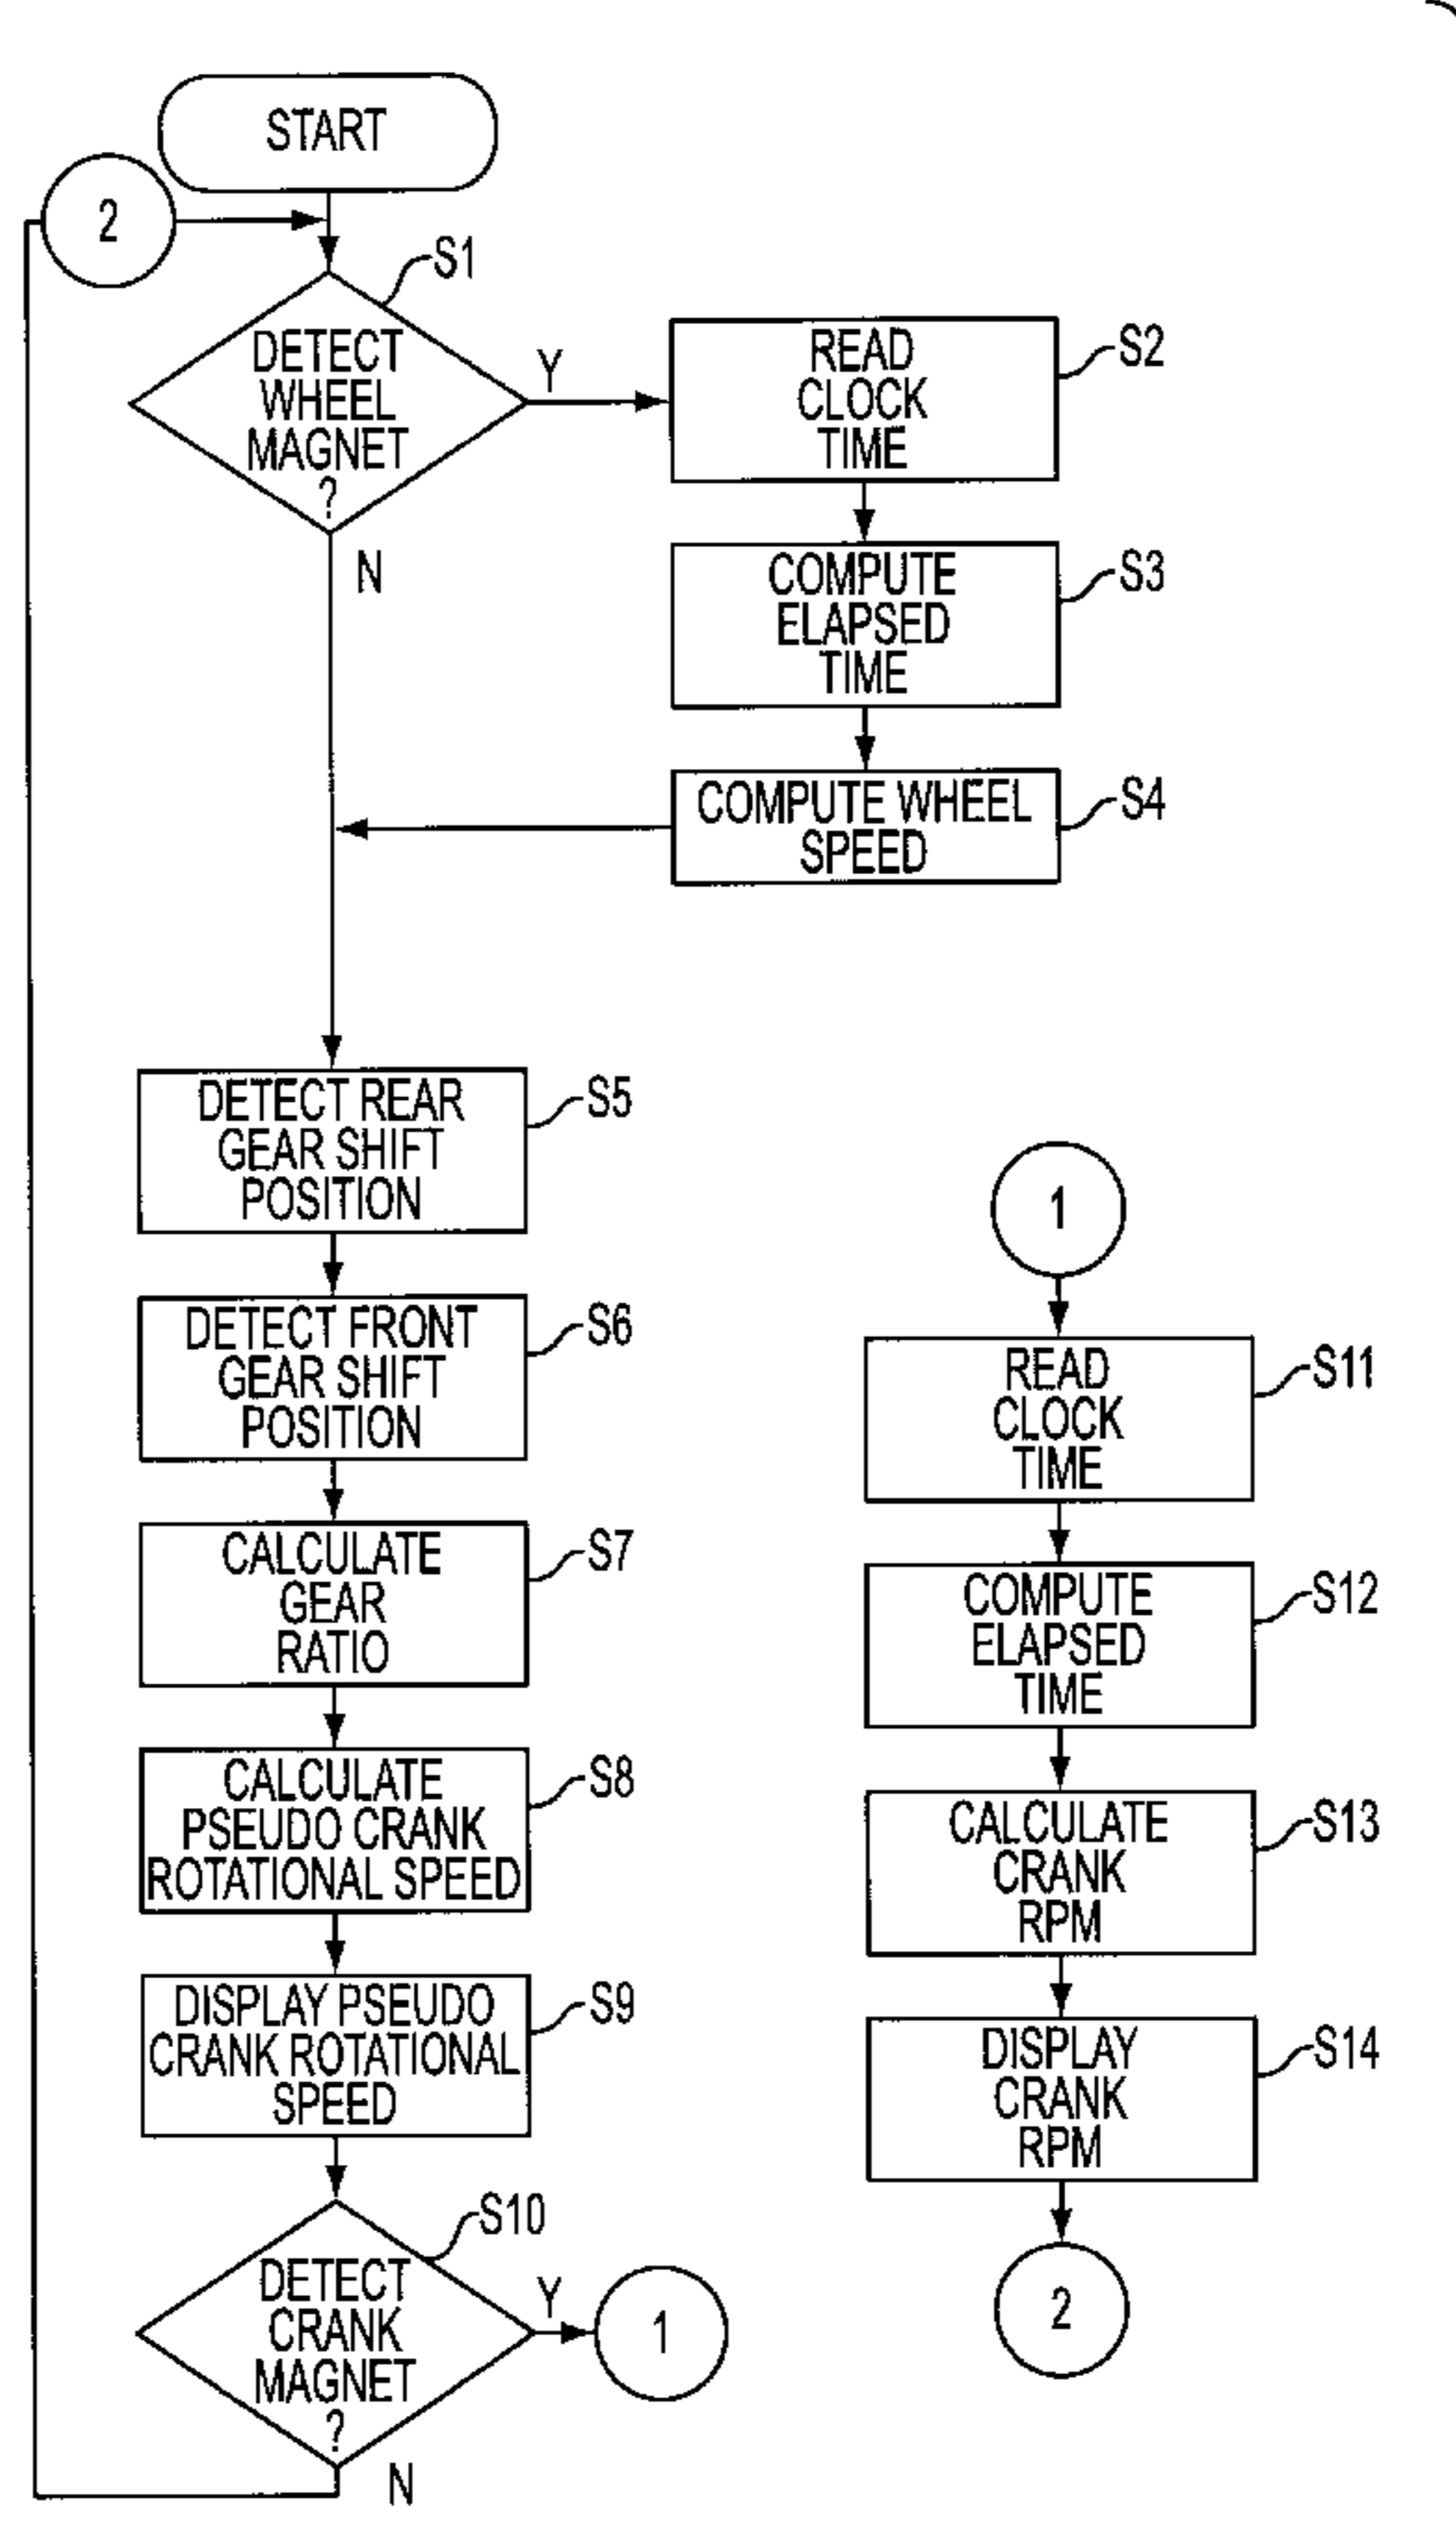 START
2
S1
DETECT
WHEEL
MAGNET
?
Y
N
READ
CLOCK
TIME
S2
COMPUTE
ELAPSED
TIME
S3
COMPUTE WHEEL
SPEED
S4
DETECT REAR
GEAR SHIFT
POSITION
S5
DETECT FRONT
GEAR SHIFT
POSITION
S6
CALCULATE
GEAR
RATIO
S7
CALCULATE
PSEUDO CRANK
ROTATIONAL SPEED
S8
DISPLAY PSEUDO
CRANK ROTATIONAL
SPEED
S9
S10
DETECT
CRANK
MAGNET
?
Y
1
N
1
READ
CLOCK
TIME
S11
COMPUTE
ELAPSED
TIME
S12
CALCULATE
CRANK
RPM
S13
DISPLAY
CRANK
RPM
S14
2